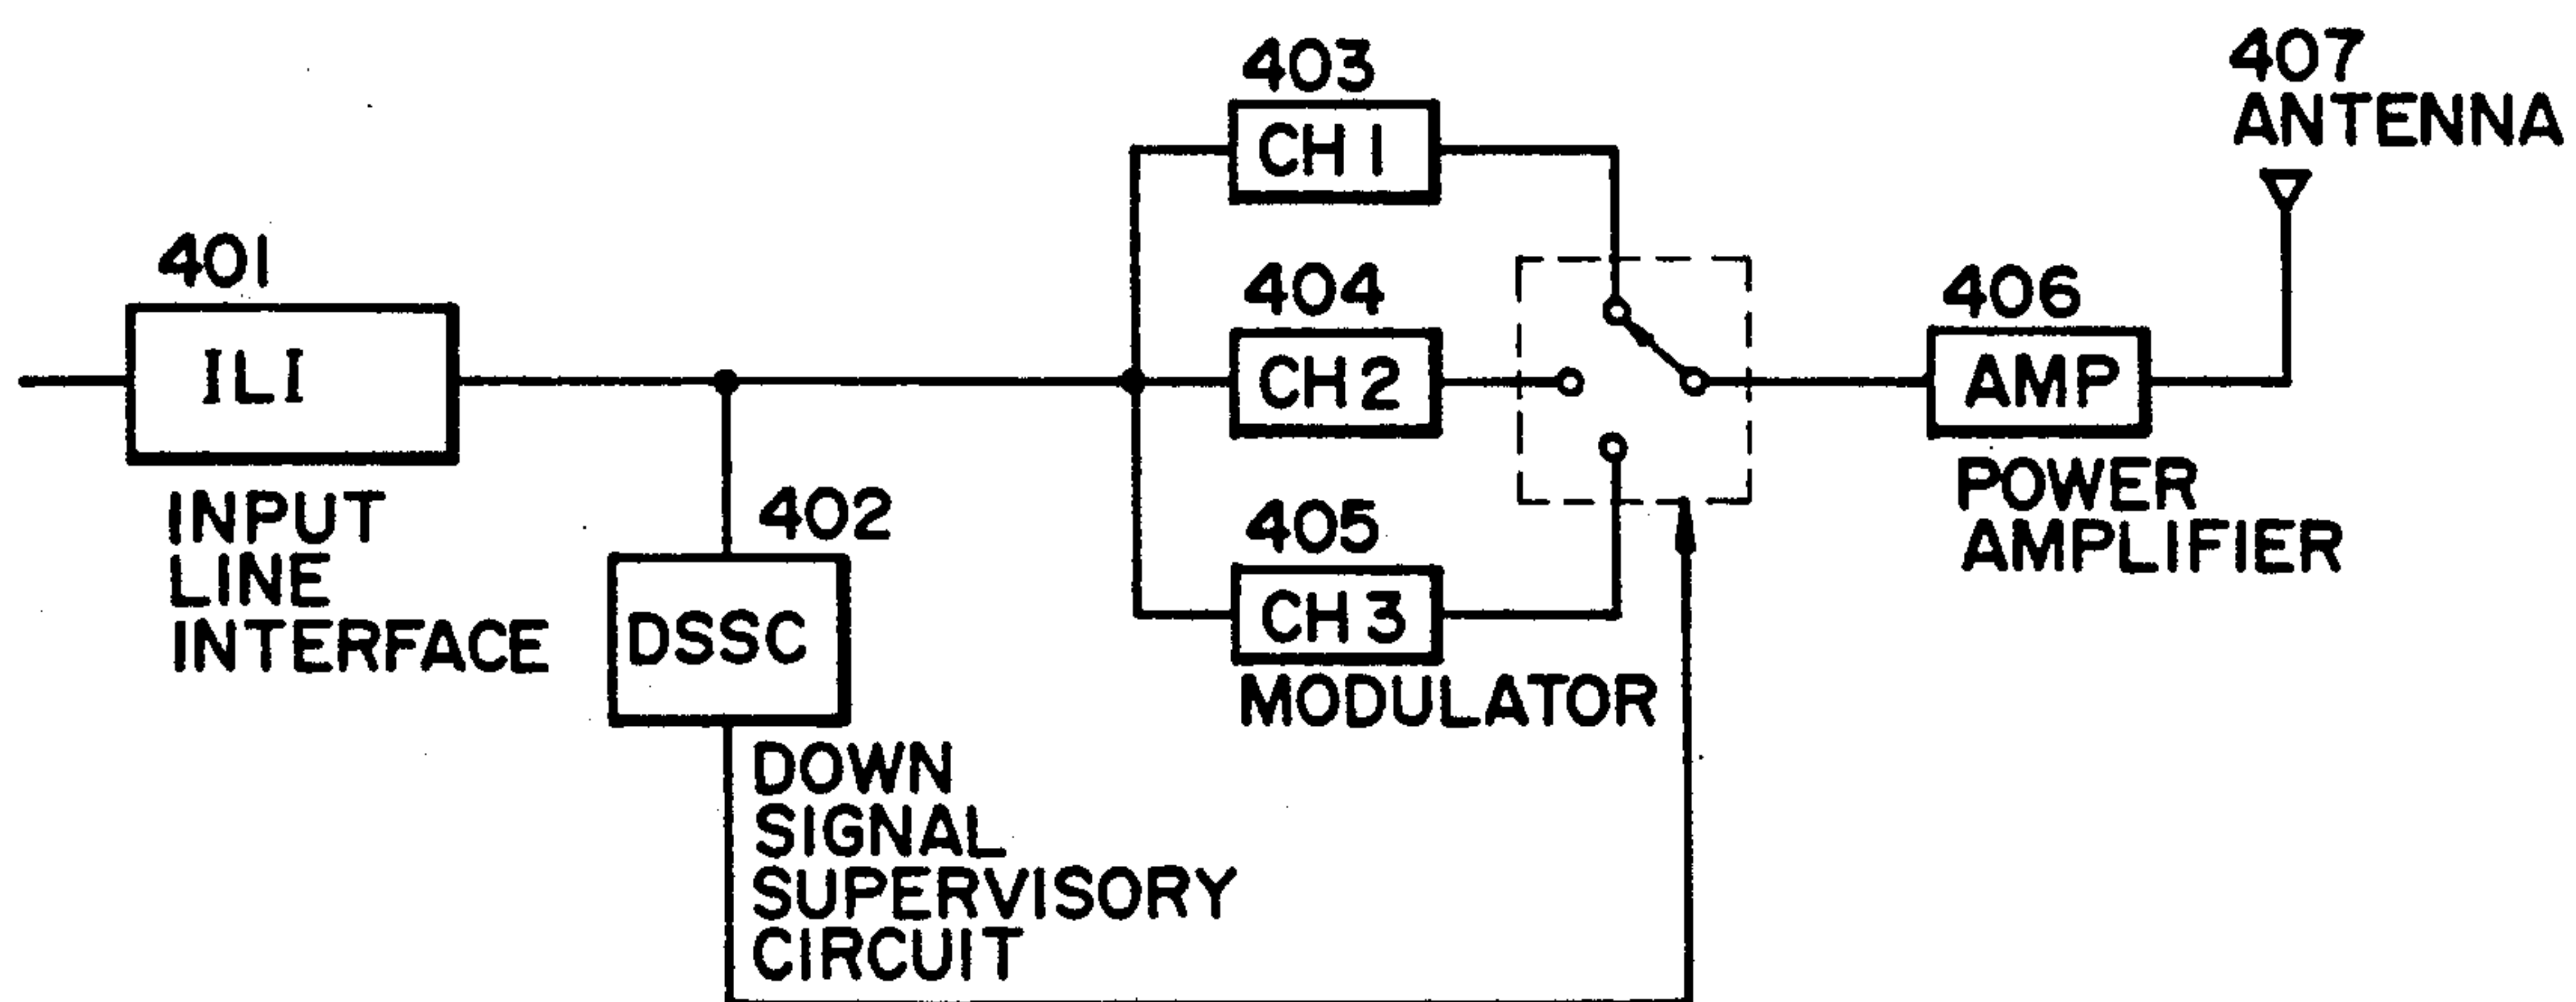 401
ILI
INPUT
LINE
INTERFACE
402
DSSC
DOWN
SIGNAL
SUPERVISORY
CIRCUIT
403
CH 1
404
CH 2
405
CH 3
MODULATOR
406
AMP
POWER
AMPLIFIER
407
ANTENNA